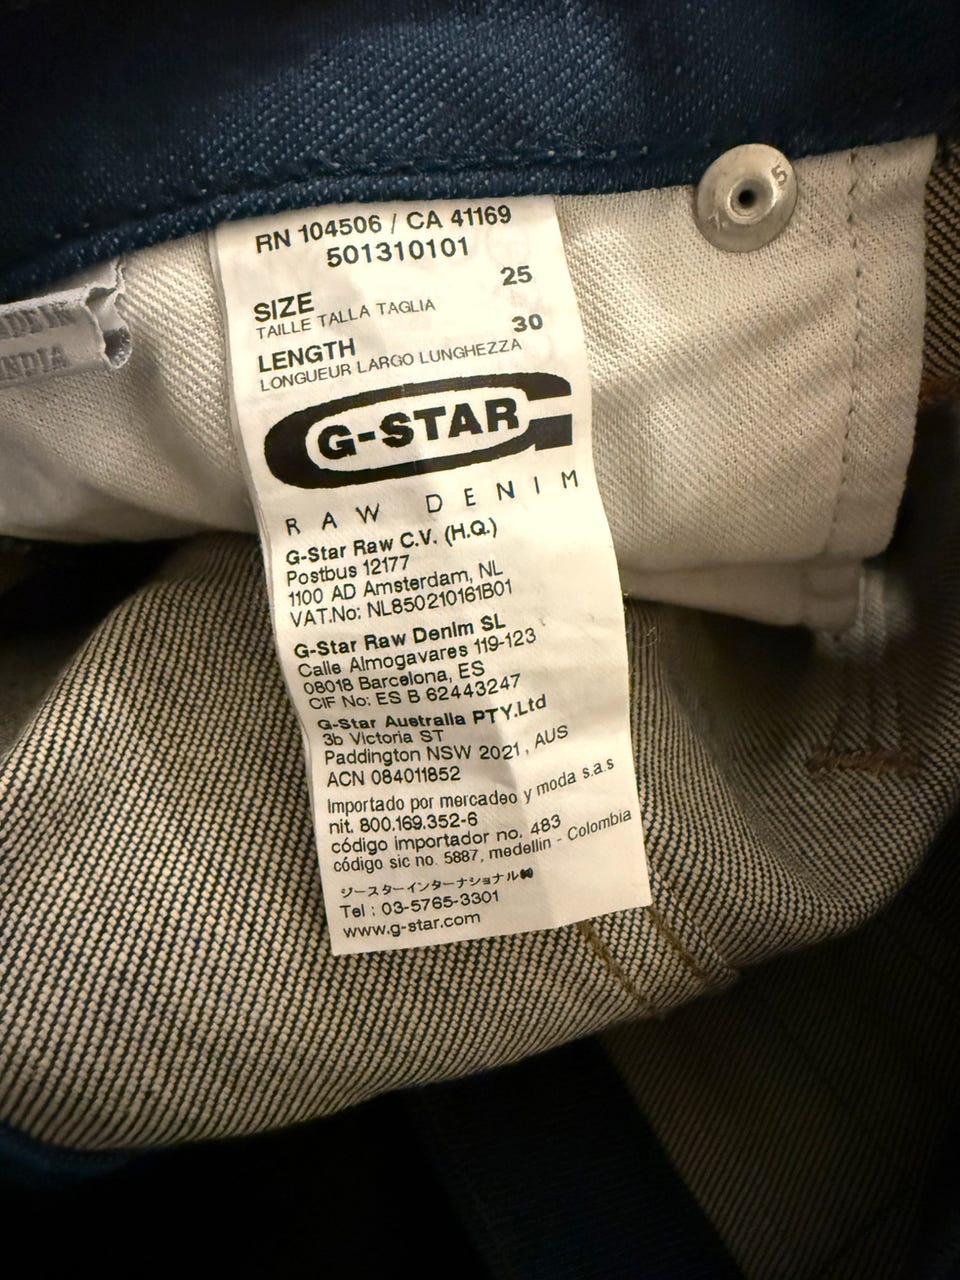 RN 104506 / CA 41169
501310101
SIZE 25
TAILLE TALLA TAGLIA
LENGTH 30
LONGUEUR LARGO LUNGHEZZA
G-STAR
RAW DENIM
G-Star Raw C.V. (H.Q.)
Postbus 12177
1100 AD Amsterdam, NL
VAT.No: NL850210161B01
G-Star Raw Denim SL
Calle Almogavares 119-123
08018 Barcelona, ES
CIF No: ES B 62443247
G-Star Australia PTY.Ltd
3b Victoria ST
Paddington NSW 2021, AUS
ACN 084011852
Importado por mercadeo y moda s.a.s
nit. 800.169.352-6
código importador no. 483
código sic no. 5887, medellin - Colombia
ジースターインターナショナル㈱
Tel : 03-5765-3301
www.g-star.com
MADE IN
INDIA